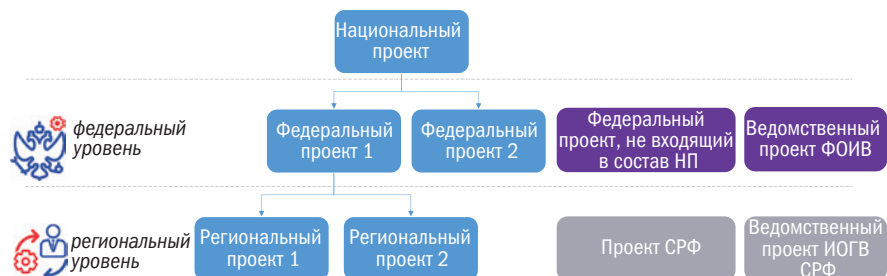 Национальный
проект
федеральный
уровень
Федеральный
проект 1
Федеральный
проект 2
Федеральный
проект, не входящий
в состав НП
Ведомственный
проект ФОИВ
региональный
уровень
Региональный
проект 1
Региональный
проект 2
Проект СРФ
Ведомственный
проект ИОГВ
СРФ